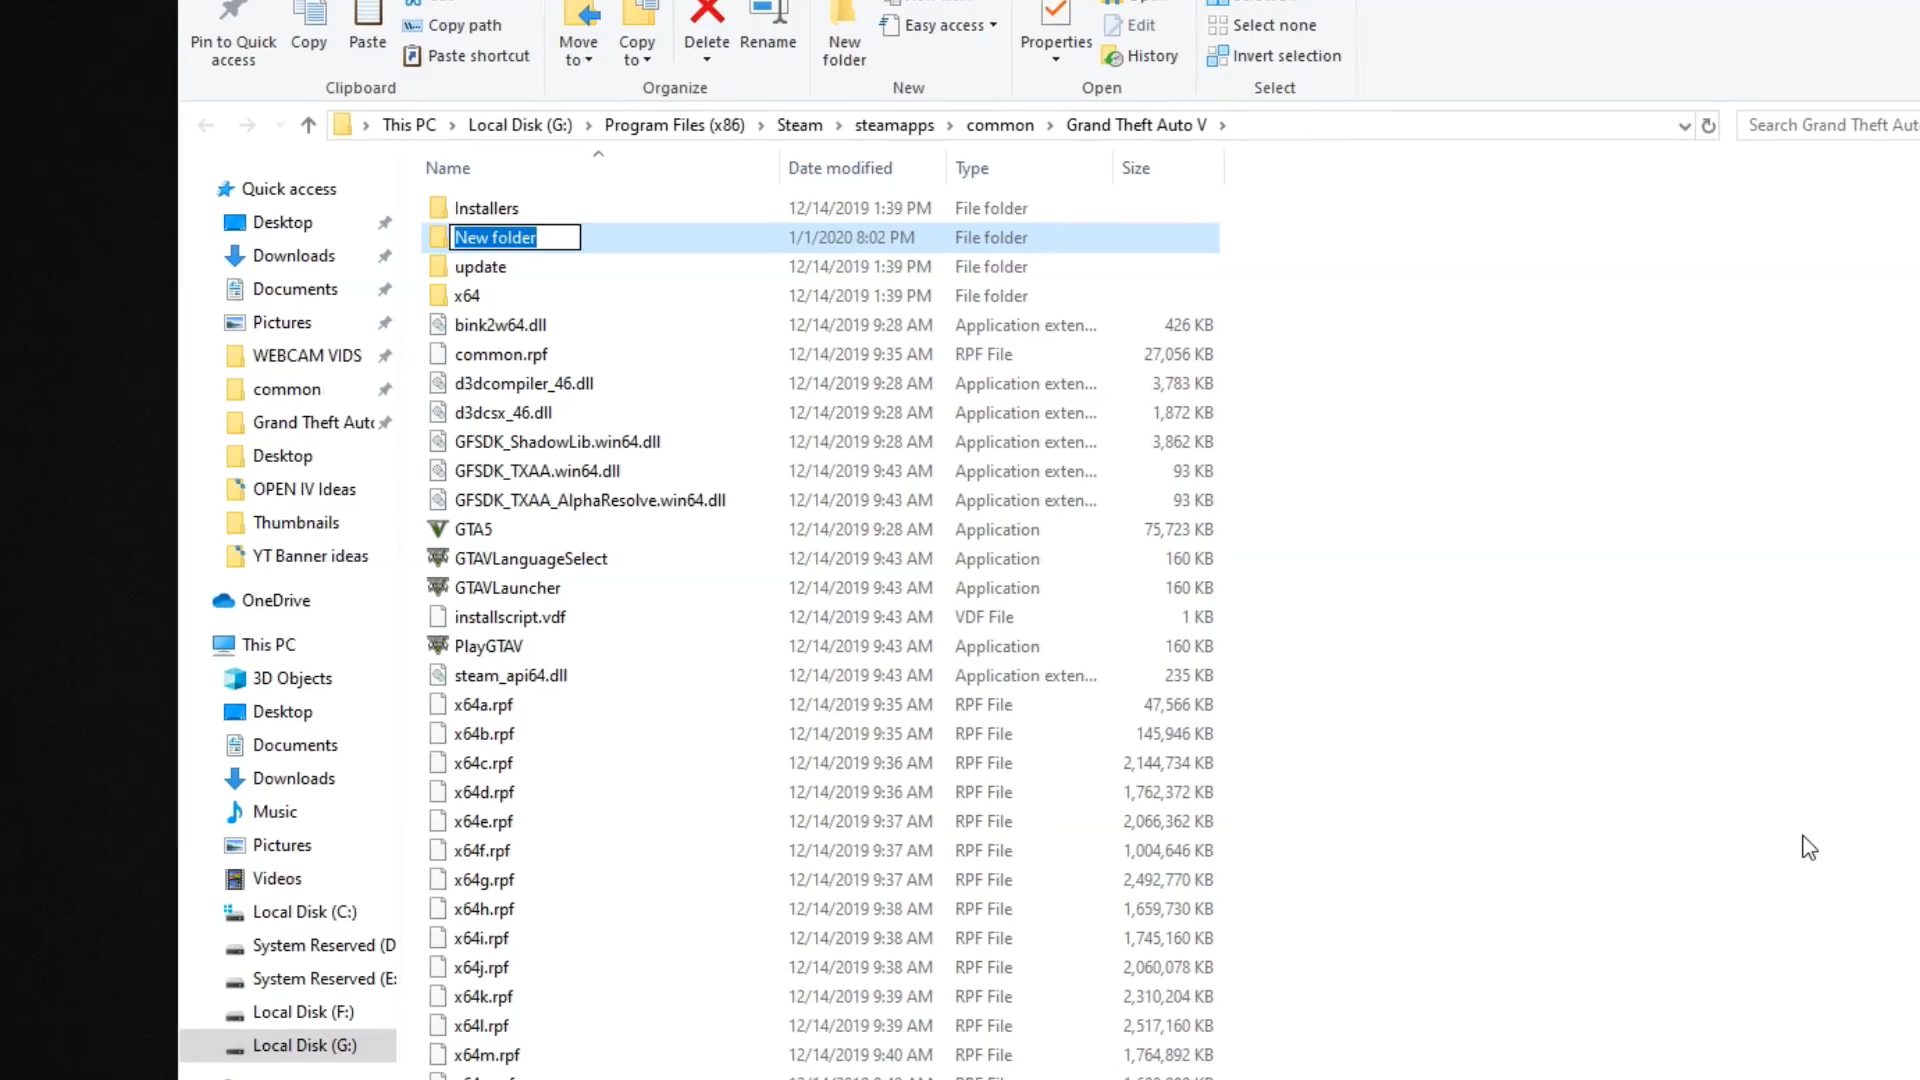 Copy path
Paste shortcut
Pin to Quick access
Copy
Paste
Move to
Copy to
Delete
Rename
New folder
Easy access
Properties
Edit
History
Select none
Invert selection
Clipboard
Organize
New
Open
Select
This PC > Local Disk (G:) > Program Files (x86) > Steam > steamapps > common > Grand Theft Auto V >
Search Grand Theft Aut
Quick access
Desktop
Downloads
Documents
Pictures
WEBCAM VIDS
common
Grand Theft Autc
Desktop
OPEN IV Ideas
Thumbnails
YT Banner ideas
OneDrive
This PC
3D Objects
Desktop
Documents
Downloads
Music
Pictures
Videos
Local Disk (C:)
System Reserved (D
System Reserved (E:
Local Disk (F:)
Local Disk (G:)
Name Date modified Type Size
Installers 12/14/2019 1:39 PM File folder
New folder 1/1/2020 8:02 PM File folder
update 12/14/2019 1:39 PM File folder
x64 12/14/2019 1:39 PM File folder
bink2w64.dll 12/14/2019 9:28 AM Application exten... 426 KB
common.rpf 12/14/2019 9:35 AM RPF File 27,056 KB
d3dcompiler_46.dll 12/14/2019 9:28 AM Application exten... 3,783 KB
d3dcsx_46.dll 12/14/2019 9:28 AM Application exten... 1,872 KB
GFSDK_ShadowLib.win64.dll 12/14/2019 9:28 AM Application exten... 3,862 KB
GFSDK_TXAA.win64.dll 12/14/2019 9:43 AM Application exten... 93 KB
GFSDK_TXAA_AlphaResolve.win64.dll 12/14/2019 9:43 AM Application exten... 93 KB
GTA5 12/14/2019 9:28 AM Application 75,723 KB
GTAVLanguageSelect 12/14/2019 9:43 AM Application 160 KB
GTAVLauncher 12/14/2019 9:43 AM Application 160 KB
installscript.vdf 12/14/2019 9:43 AM VDF File 1 KB
PlayGTAV 12/14/2019 9:43 AM Application 160 KB
steam_api64.dll 12/14/2019 9:43 AM Application exten... 235 KB
x64a.rpf 12/14/2019 9:35 AM RPF File 47,566 KB
x64b.rpf 12/14/2019 9:35 AM RPF File 145,946 KB
x64c.rpf 12/14/2019 9:36 AM RPF File 2,144,734 KB
x64d.rpf 12/14/2019 9:36 AM RPF File 1,762,372 KB
x64e.rpf 12/14/2019 9:37 AM RPF File 2,066,362 KB
x64f.rpf 12/14/2019 9:37 AM RPF File 1,004,646 KB
x64g.rpf 12/14/2019 9:37 AM RPF File 2,492,770 KB
x64h.rpf 12/14/2019 9:38 AM RPF File 1,659,730 KB
x64i.rpf 12/14/2019 9:38 AM RPF File 1,745,160 KB
x64j.rpf 12/14/2019 9:38 AM RPF File 2,060,078 KB
x64k.rpf 12/14/2019 9:39 AM RPF File 2,310,204 KB
x64l.rpf 12/14/2019 9:39 AM RPF File 2,517,160 KB
x64m.rpf 12/14/2019 9:40 AM RPF File 1,764,892 KB